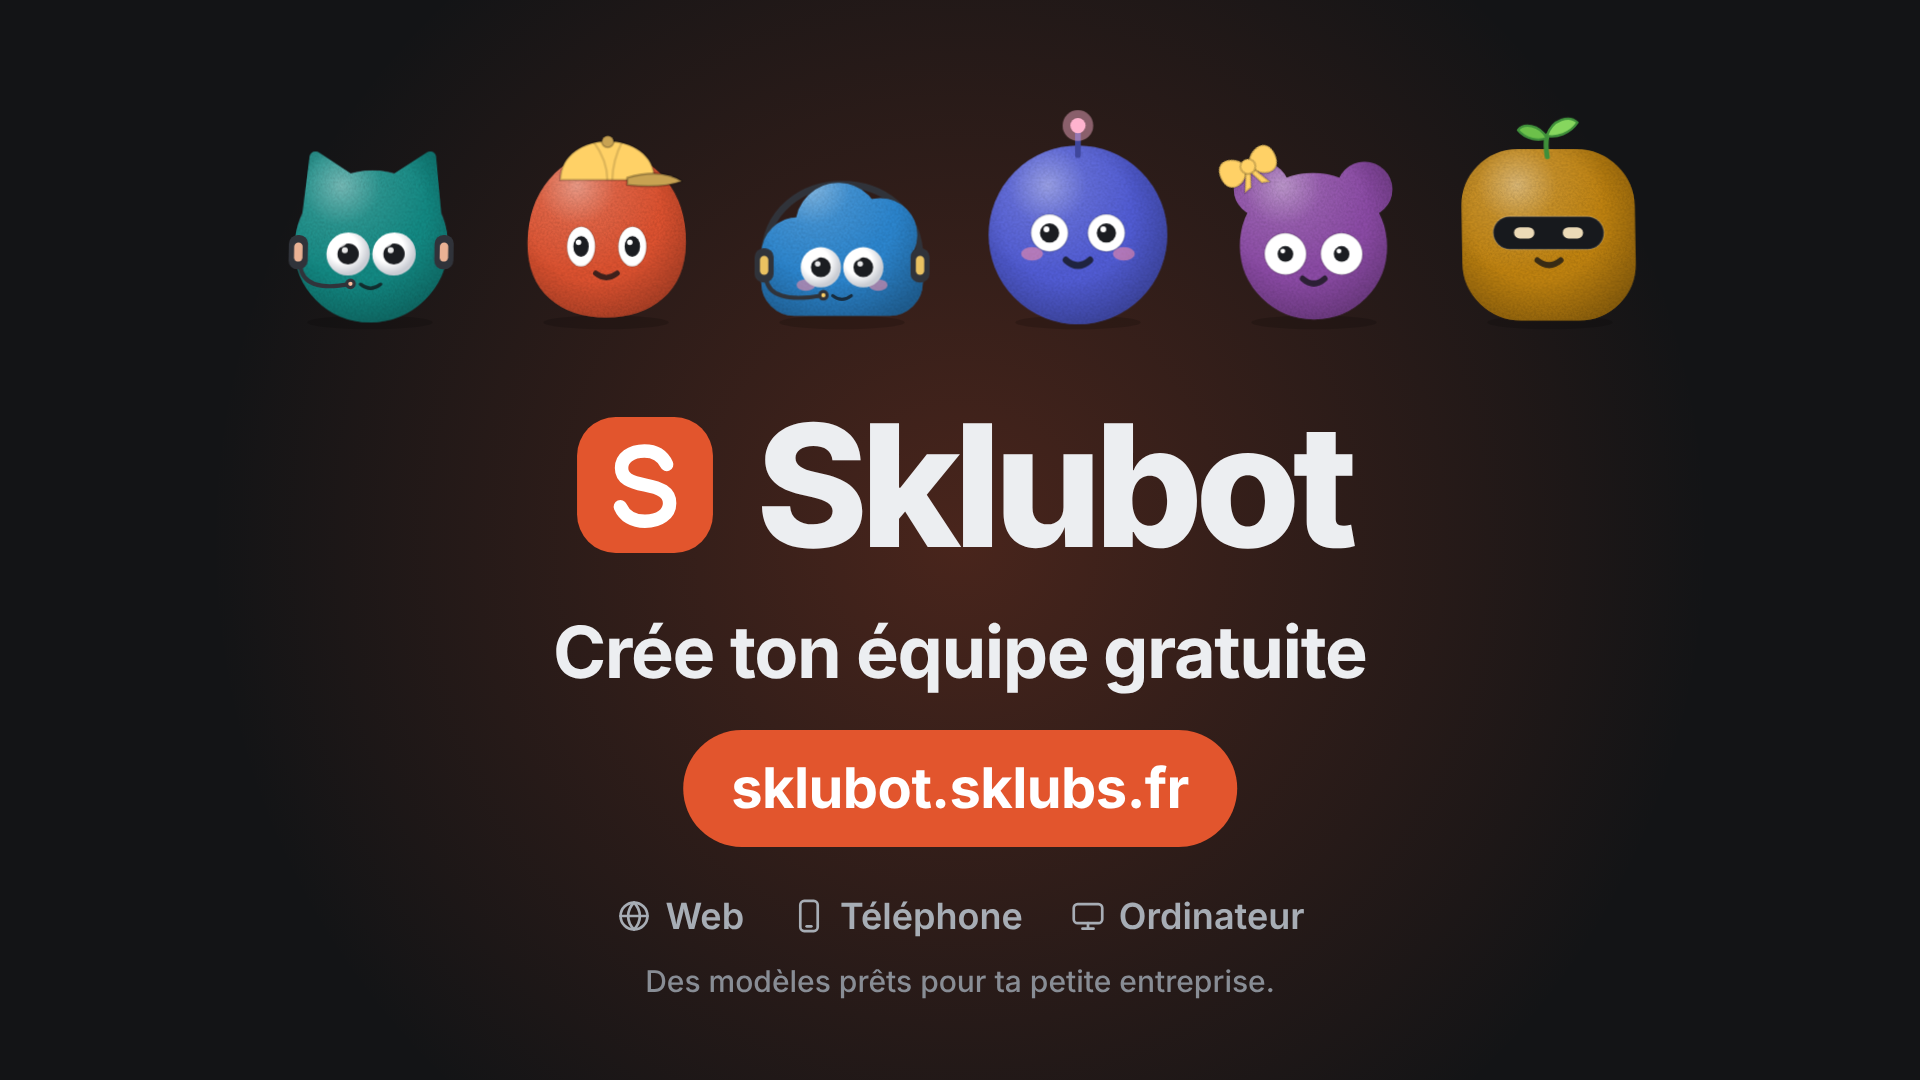 S Sklubot
Crée ton équipe gratuite
sklubot.sklubs.fr
Web Téléphone Ordinateur
Des modèles prêts pour ta petite entreprise.